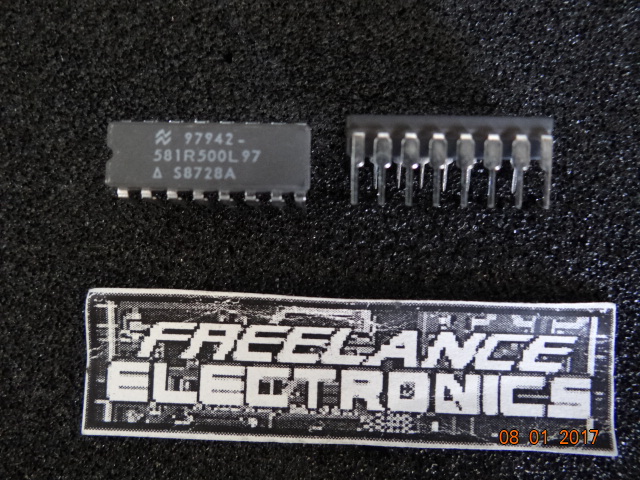 97942-
581R500L97
Δ S8728A
FREELANCE
ELECTRONICS
08 01 2017